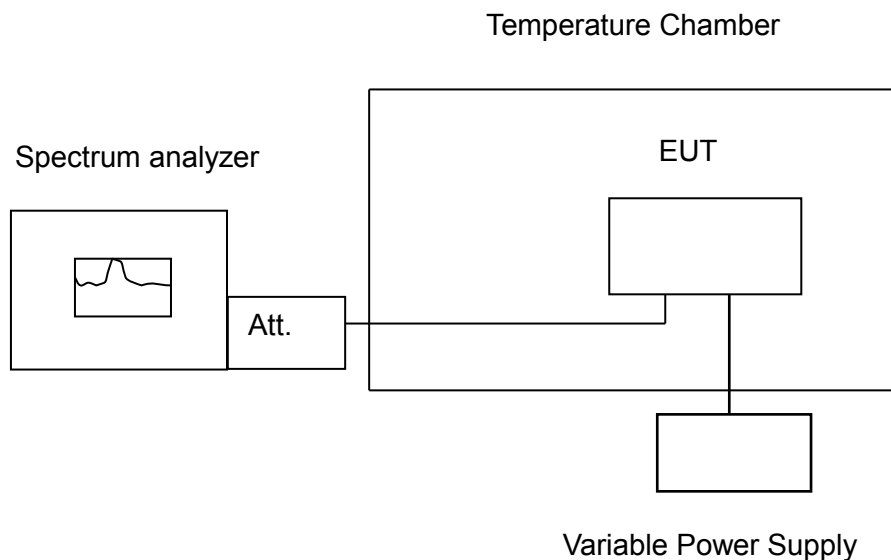 Temperature Chamber
Spectrum analyzer
EUT
Att.
Variable Power Supply